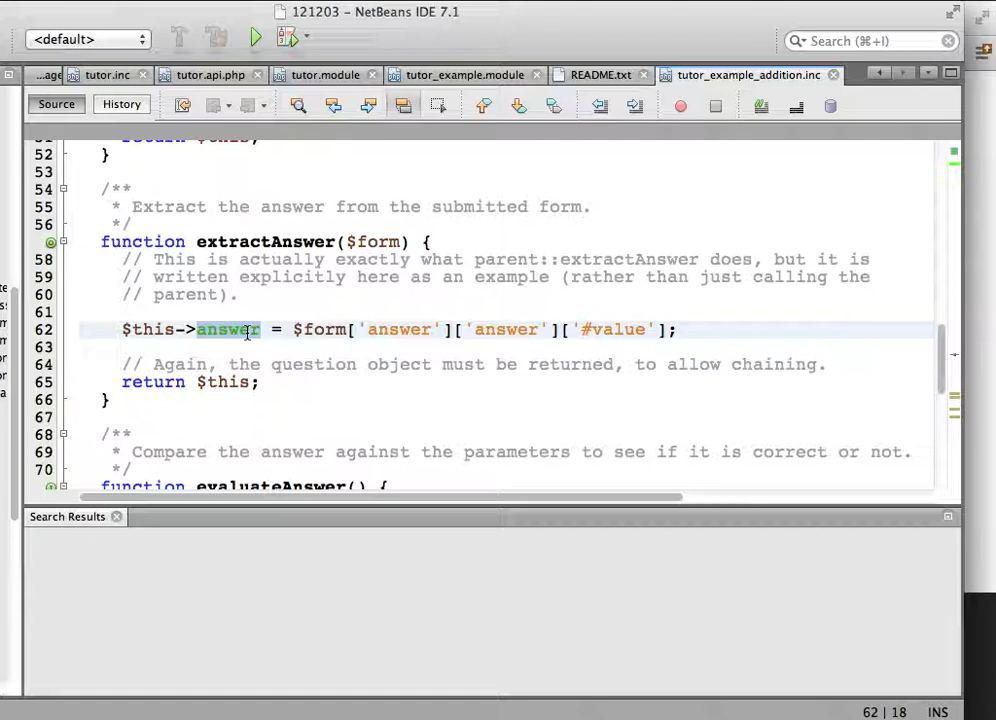 121203 – NetBeans IDE 7.1
<default>
Search (⌘+I)
...age tutor.inc tutor.api.php tutor.module tutor_example.module README.txt tutor_example_addition.inc
Source History
52 }
53
54 /**
55 * Extract the answer from the submitted form.
56 */
function extractAnswer($form) {
58 // This is actually exactly what parent::extractAnswer does, but it is
59 // written explicitly here as an example (rather than just calling the
60 // parent).
61
62 $this->answer = $form['answer']['answer']['#value'];
63
64 // Again, the question object must be returned, to allow chaining.
65 return $this;
66 }
67
68 /**
69 * Compare the answer against the parameters to see if it is correct or not.
70 */
function evaluateAnswer() {
Search Results
62 | 18 INS